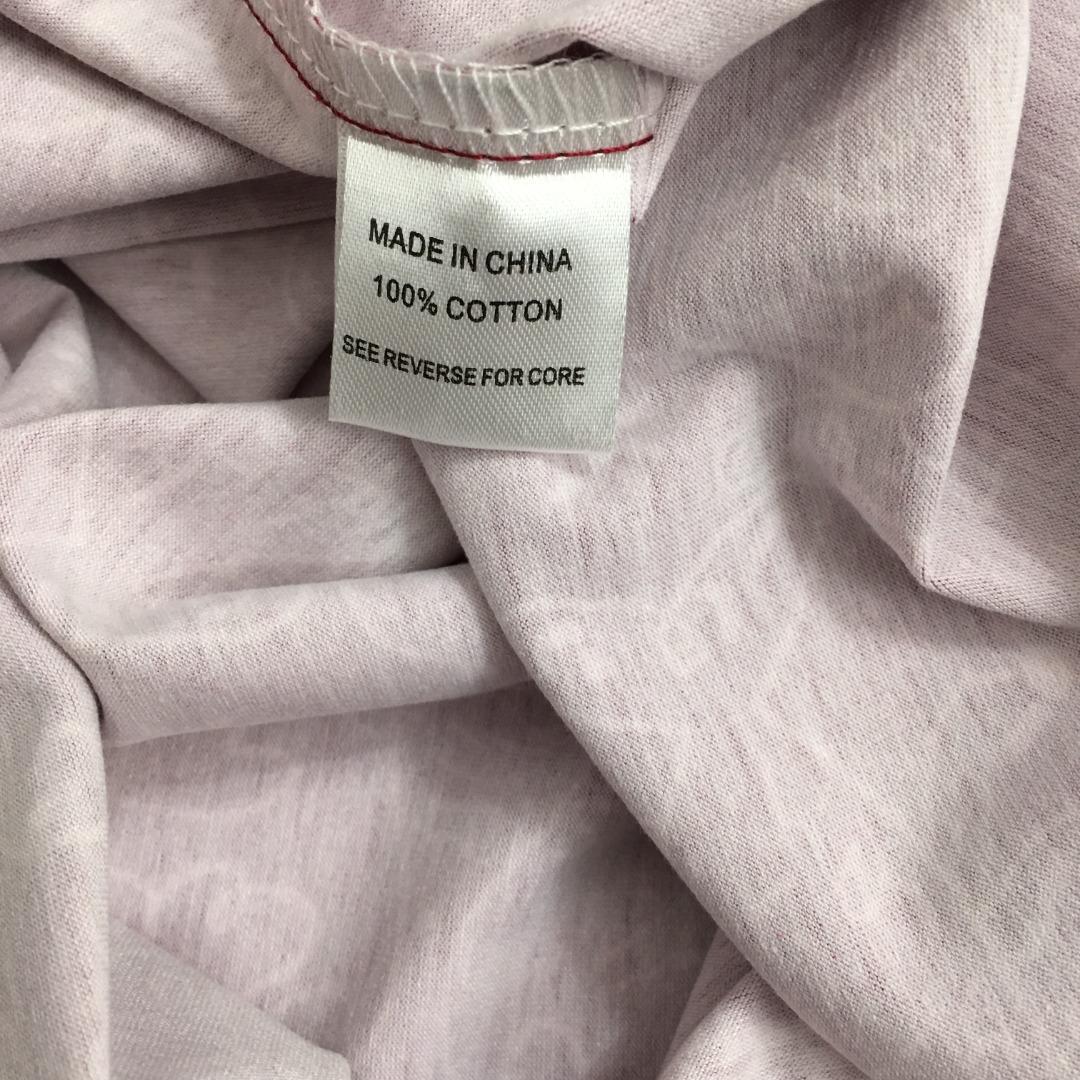 MADE IN CHINA
100% COTTON
SEE REVERSE FOR CORE